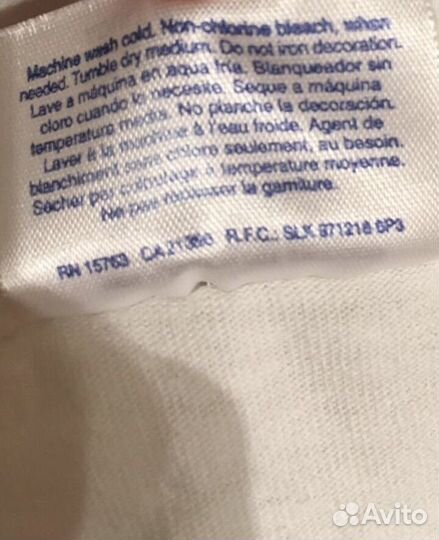 Machine wash cold. Non-chlorine bleach, when
needed. Tumble dry medium. Do not iron decoration.
Lave a máquina en agua fría. Blanqueador sin
cloro cuando lo necesite. Seque a máquina
temperatura media. No planche la decoración.
Laver à la machine à l'eau froide. Agent de
blanchiment sans chlore seulement, au besoin.
Sécher par culbutage à température moyenne.
Ne pas repasser la garniture.
RN 15763 CA 21396 R.F.C.: SLK 971216 6P3
Avito